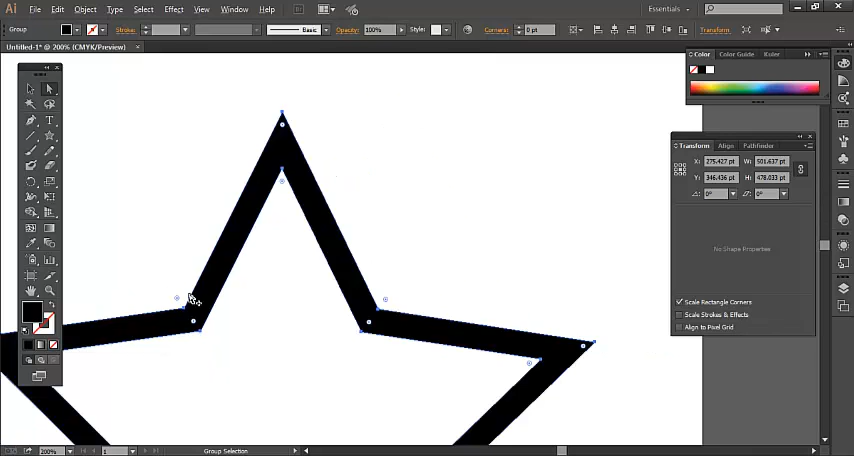 Ai File Edit Object Type Select Effect View Window Help Essentials
Group Stroke: Basic Opacity: 100% Style: Corners: 0 pt Transform
Untitled-1* @ 200% (CMYK/Preview) ×
Color Color Guide Kuler
Transform Align Pathfinder
X: 275.427 pt W: 501.637 pt
Y: 346.436 pt H: 478.033 pt
0° 0°
No Shape Properties
Scale Rectangle Corners
Scale Strokes & Effects
Align to Pixel Grid
200% 1 Group Selection